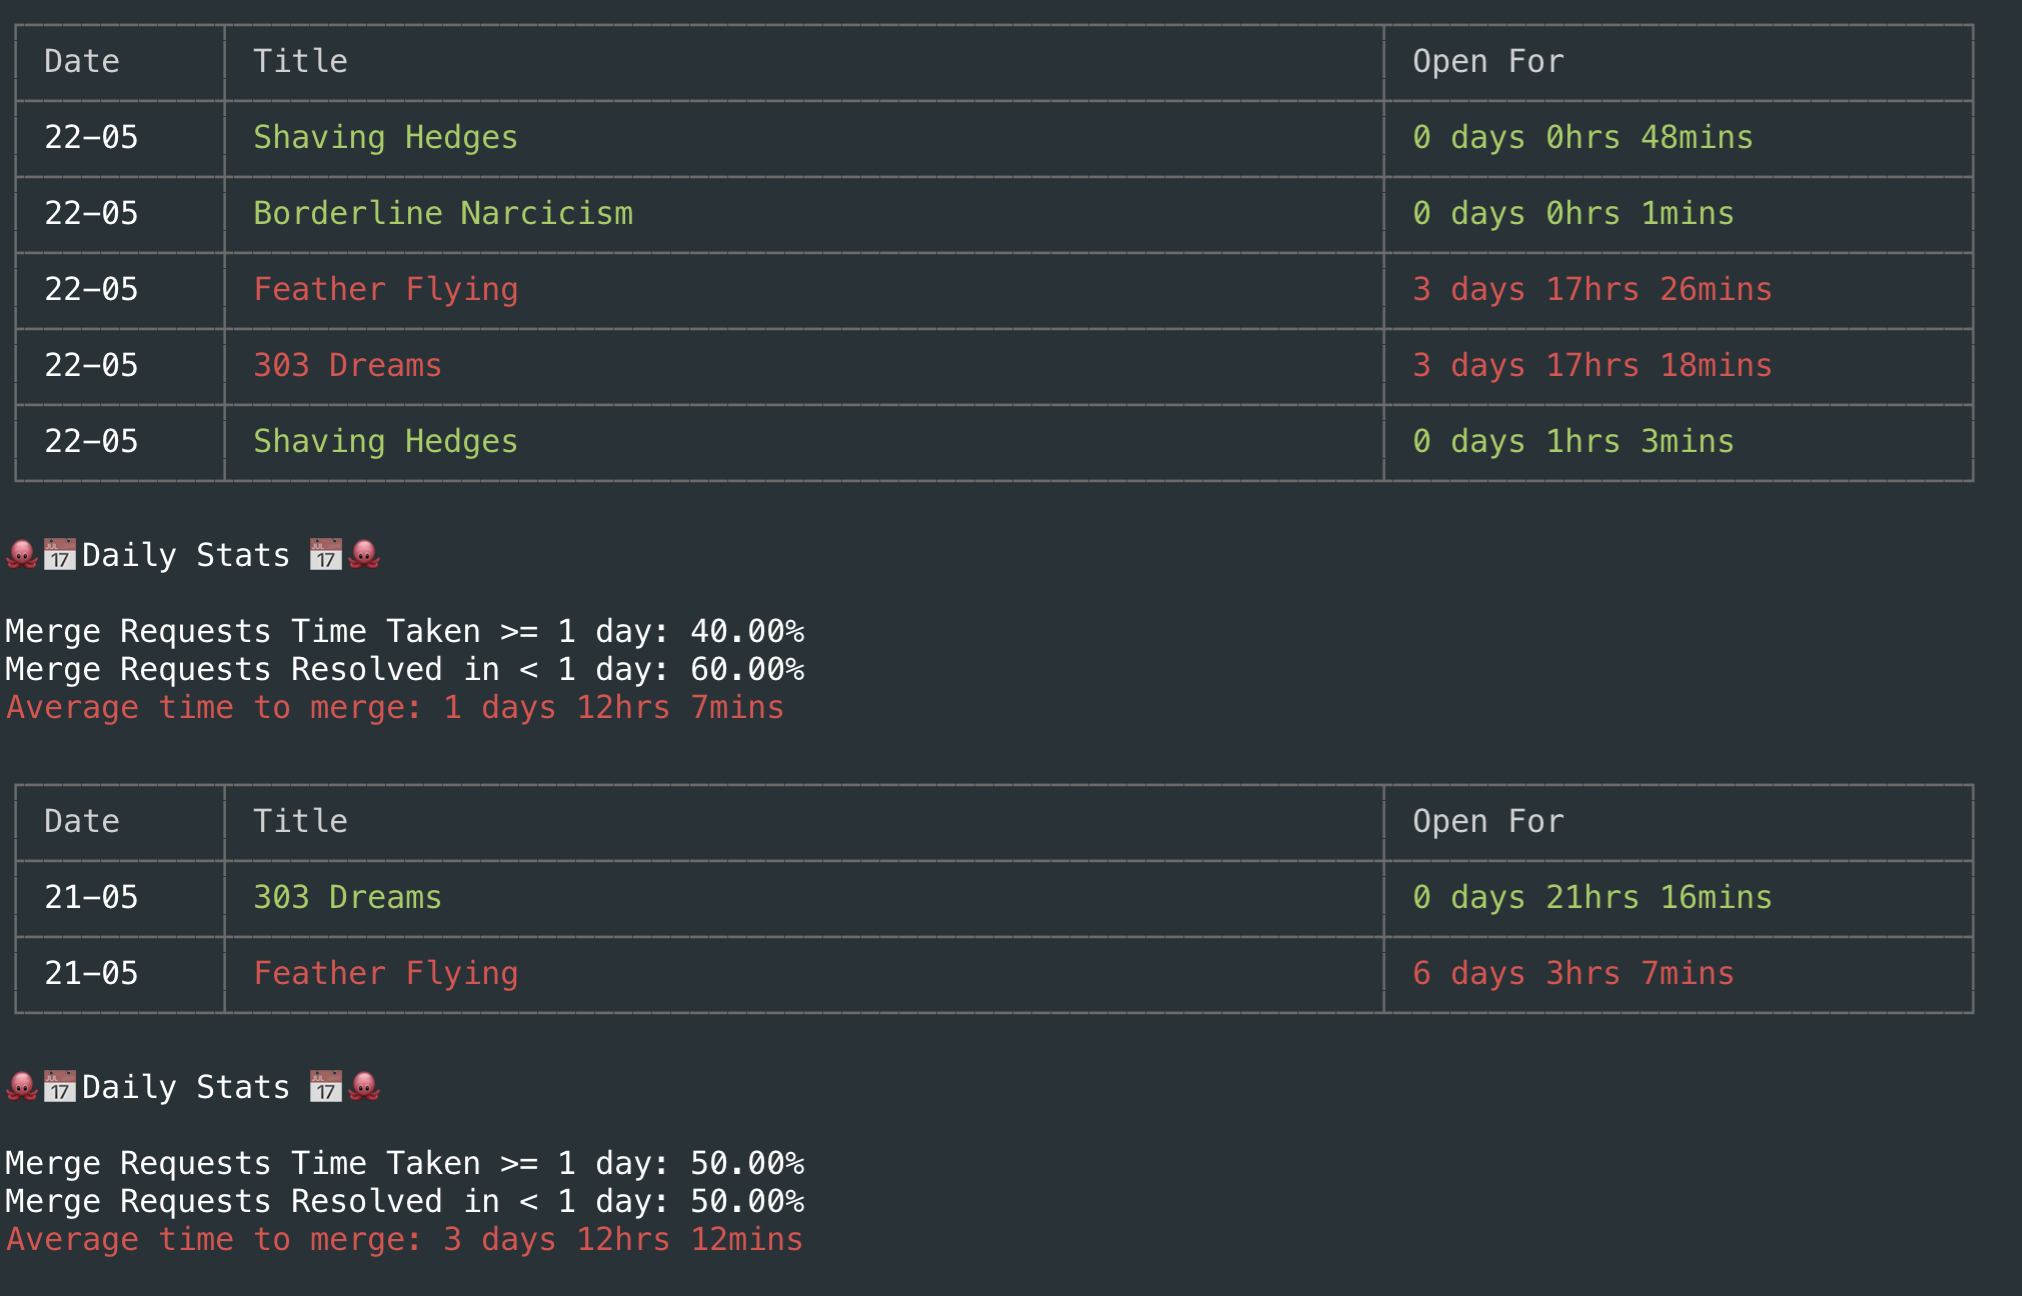 Date Title Open For
22-05 Shaving Hedges 0 days 0hrs 48mins
22-05 Borderline Narcicism 0 days 0hrs 1mins
22-05 Feather Flying 3 days 17hrs 26mins
22-05 303 Dreams 3 days 17hrs 18mins
22-05 Shaving Hedges 0 days 1hrs 3mins
🐙📅Daily Stats 📅🐙
Merge Requests Time Taken >= 1 day: 40.00%
Merge Requests Resolved in < 1 day: 60.00%
Average time to merge: 1 days 12hrs 7mins
Date Title Open For
21-05 303 Dreams 0 days 21hrs 16mins
21-05 Feather Flying 6 days 3hrs 7mins
🐙📅Daily Stats 📅🐙
Merge Requests Time Taken >= 1 day: 50.00%
Merge Requests Resolved in < 1 day: 50.00%
Average time to merge: 3 days 12hrs 12mins